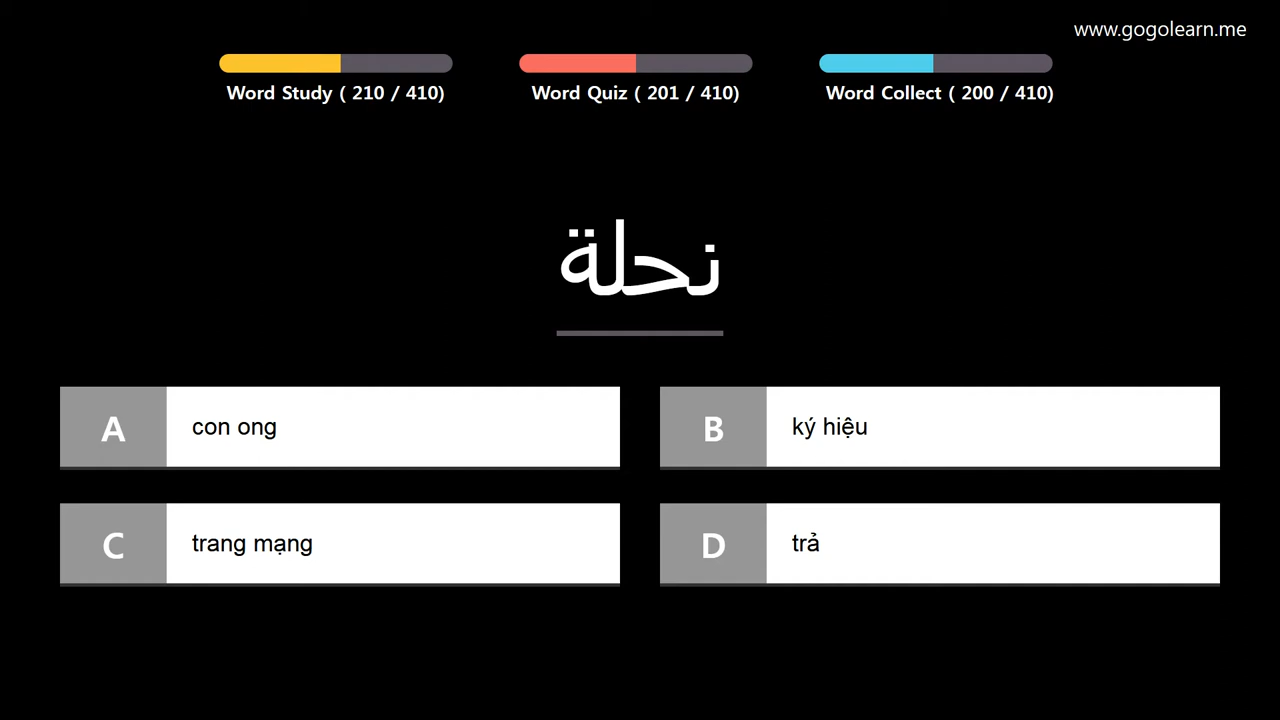 www.gogolearn.me
Word Study ( 210 / 410)
Word Quiz ( 201 / 410)
Word Collect ( 200 / 410)
نحلة
A
con ong
B
ký hiệu
C
trang mạng
D
trả